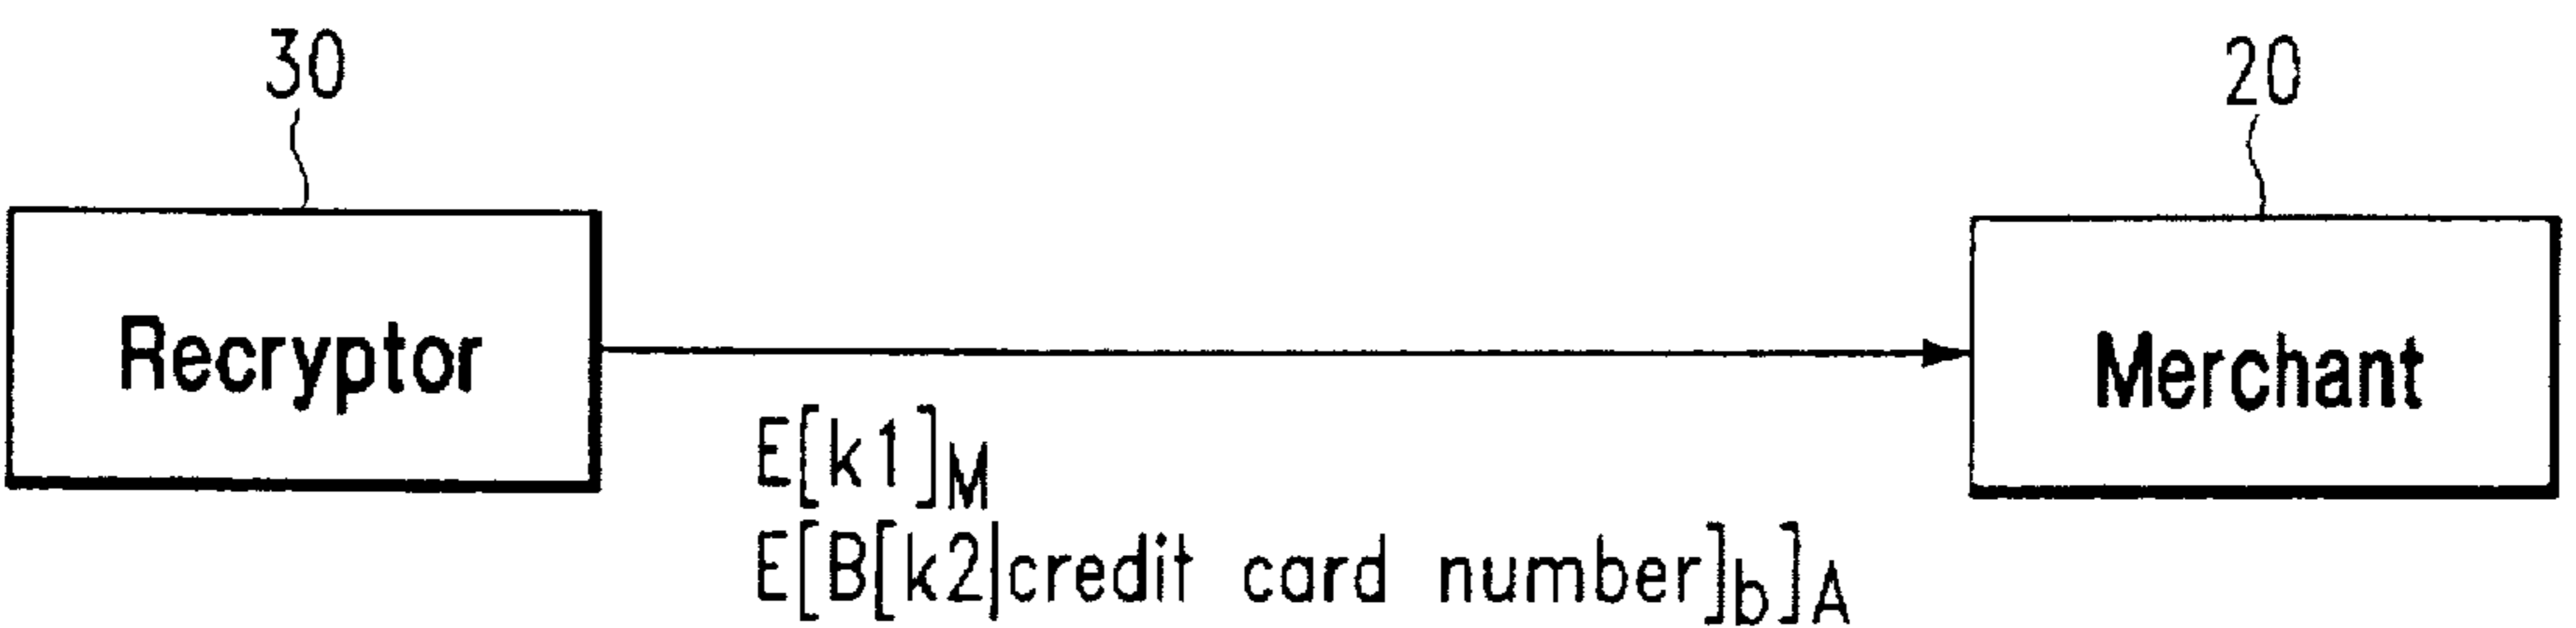 30
20
Recryptor
Merchant
E[k1]M
E[B[k2|credit card number]b]A